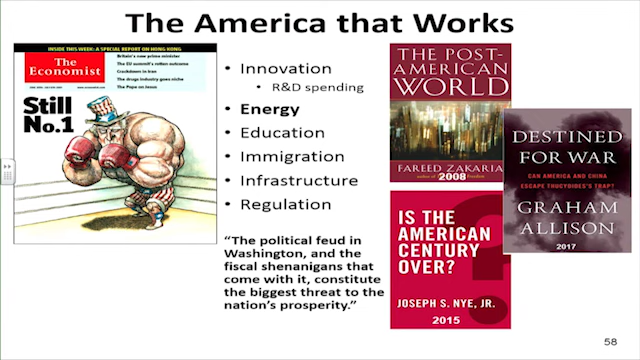 The America that Works
INSIDE THIS WEEK: A SPECIAL REPORT ON HONG KONG
The
Economist
Britain's new prime minister
The EU summit's rotten outcome
Crackdown in Iran
The drugs industry goes niche
The Pope on Jesus
Still
No.1
• Innovation
• R&D spending
• Energy
• Education
• Immigration
• Infrastructure
• Regulation
“The political feud in
Washington, and the
fiscal shenanigans that
come with it, constitute
the biggest threat to the
nation’s prosperity.”
THE POST-
AMERICAN
WORLD
FAREED ZAKARIA
2008
IS THE
AMERICAN
CENTURY
OVER?
JOSEPH S. NYE, JR.
2015
DESTINED
FOR WAR
CAN AMERICA AND CHINA
ESCAPE THUCYDIDES'S TRAP?
GRAHAM
ALLISON
2017
58